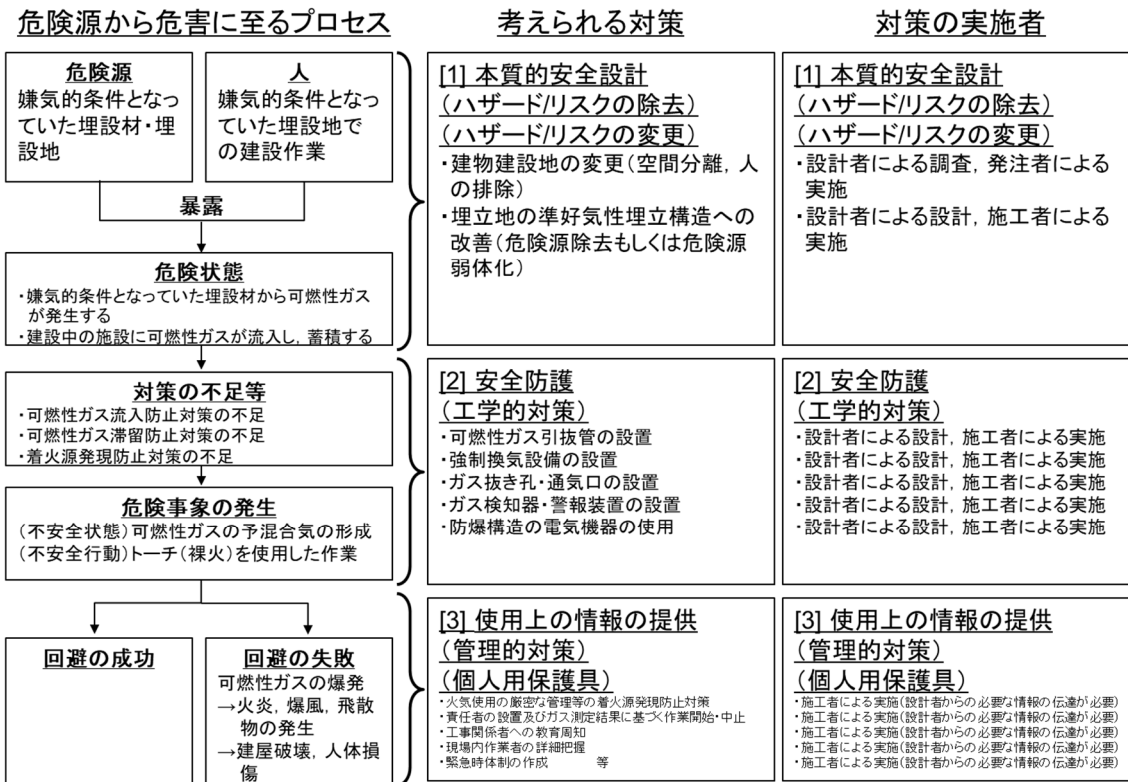 危険源から危害に至るプロセス
考えられる対策
対策の実施者
危険源
嫌気的条件となっ
ていた埋設材・埋
設地
人
嫌気的条件となっ
ていた埋設地で
の建設作業
暴露
危険状態
・嫌気的条件となっていた埋設材から可燃性ガス
が発生する
・建設中の施設に可燃性ガスが流入し, 蓄積する
対策の不足等
・可燃性ガス流入防止対策の不足
・可燃性ガス滞留防止対策の不足
・着火源発現防止対策の不足
危険事象の発生
(不安全状態)可燃性ガスの予混合気の形成
(不安全行動)トーチ(裸火)を使用した作業
回避の成功
回避の失敗
可燃性ガスの爆発
→火炎, 爆風, 飛散
物の発生
→建屋破壊, 人体損
傷
[1] 本質的安全設計
(ハザード/リスクの除去)
(ハザード/リスクの変更)
・建物建設地の変更(空間分離, 人
の排除)
・埋立地の準好気性埋立構造への
改善(危険源除去もしくは危険源
弱体化)
[2] 安全防護
(工学的対策)
・可燃性ガス引抜管の設置
・強制換気設備の設置
・ガス抜き孔・通気口の設置
・ガス検知器・警報装置の設置
・防爆構造の電気機器の使用
[3] 使用上の情報の提供
(管理的対策)
(個人用保護具)
・火気使用の厳密な管理等の着火源発現防止対策
・責任者の設置及びガス測定結果に基づく作業開始・中止
・工事関係者への教育周知
・現場内作業者の詳細把握
・緊急時体制の作成 等
[1] 本質的安全設計
(ハザード/リスクの除去)
(ハザード/リスクの変更)
・設計者による調査, 発注者による
実施
・設計者による設計, 施工者による
実施
[2] 安全防護
(工学的対策)
・設計者による設計, 施工者による実施
・設計者による設計, 施工者による実施
・設計者による設計, 施工者による実施
・設計者による設計, 施工者による実施
・設計者による設計, 施工者による実施
[3] 使用上の情報の提供
(管理的対策)
(個人用保護具)
・施工者による実施(設計者からの必要な情報の伝達が必要)
・施工者による実施(設計者からの必要な情報の伝達が必要)
・施工者による実施(設計者からの必要な情報の伝達が必要)
・施工者による実施(設計者からの必要な情報の伝達が必要)
・施工者による実施(設計者からの必要な情報の伝達が必要)